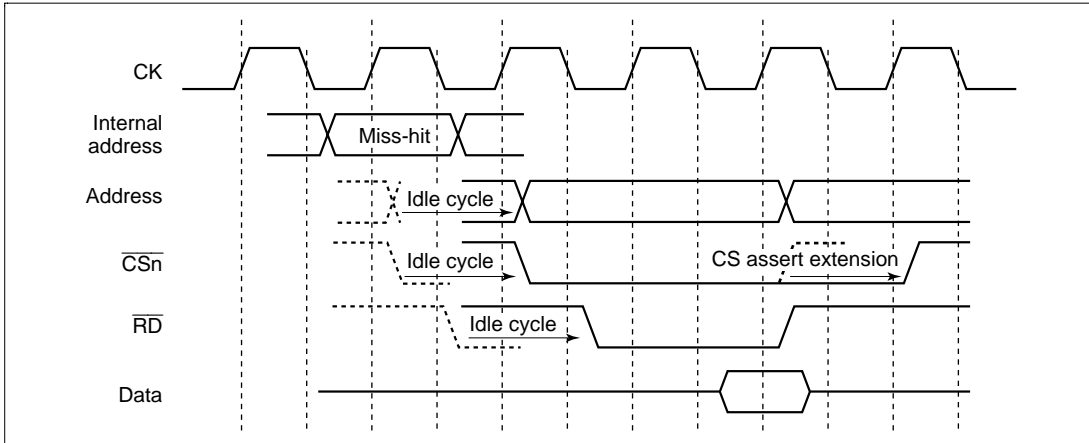 CK
Internal
address
Miss-hit
Address
Idle cycle
CSn
Idle cycle
CS assert extension
RD
Idle cycle
Data